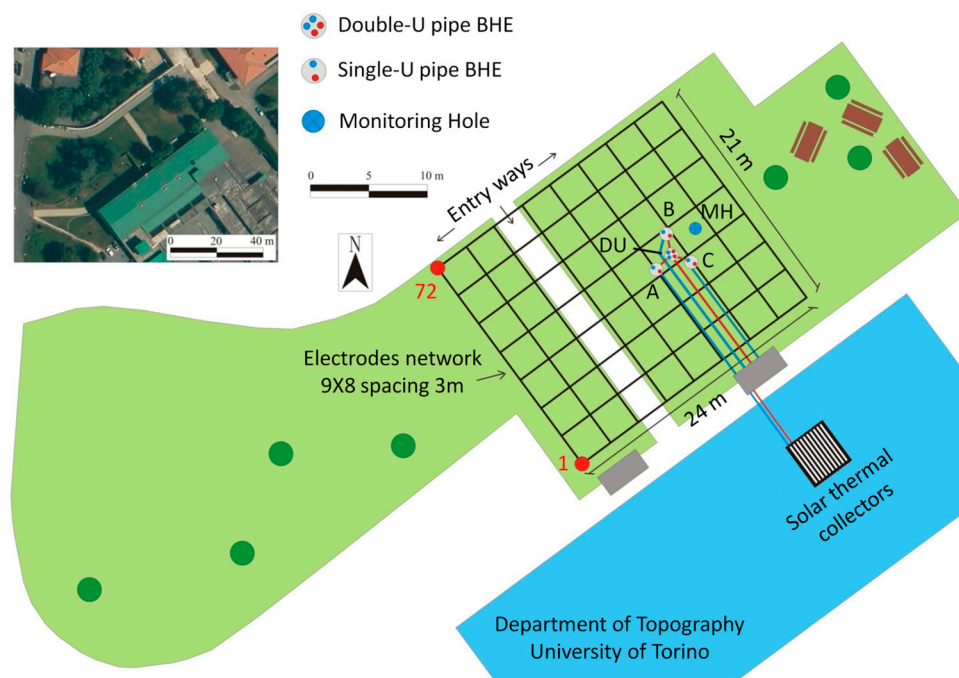 Double-U pipe BHE
Single-U pipe BHE
Monitoring Hole
0 5 10 m
0 20 40 m
N
Entry ways
21 m
B
MH
DU
C
A
72
Electrodes network
9X8 spacing 3m
24 m
1
Solar thermal
collectors
Department of Topography
University of Torino